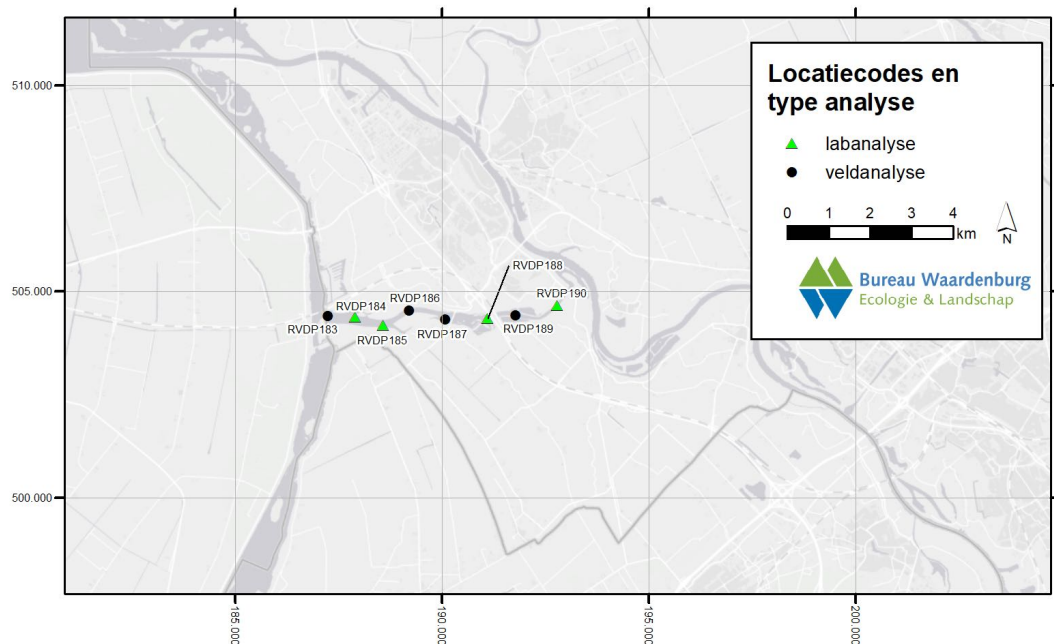 510.000
505.000
500.000
185.000
190.000
195.000
200.000
RVDP183
RVDP184
RVDP185
RVDP186
RVDP187
RVDP188
RVDP189
RVDP190
Locatiecodes en
type analyse
labanalyse
veldanalyse
0 1 2 3 4
km
N
Bureau Waardenburg
Ecologie & Landschap